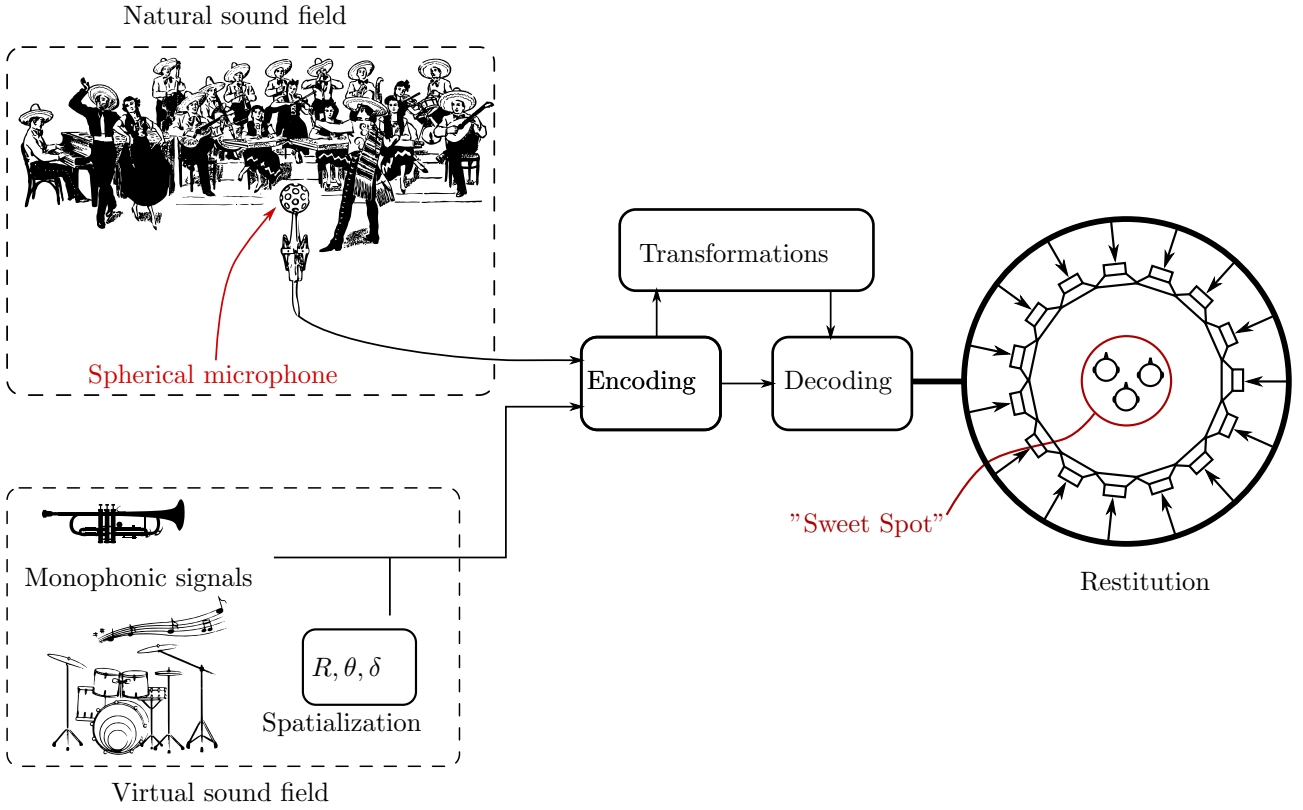 Natural sound field
Spherical microphone
Transformations
Encoding
Decoding
"Sweet Spot"
Restitution
Monophonic signals
R, θ, δ
Spatialization
Virtual sound field